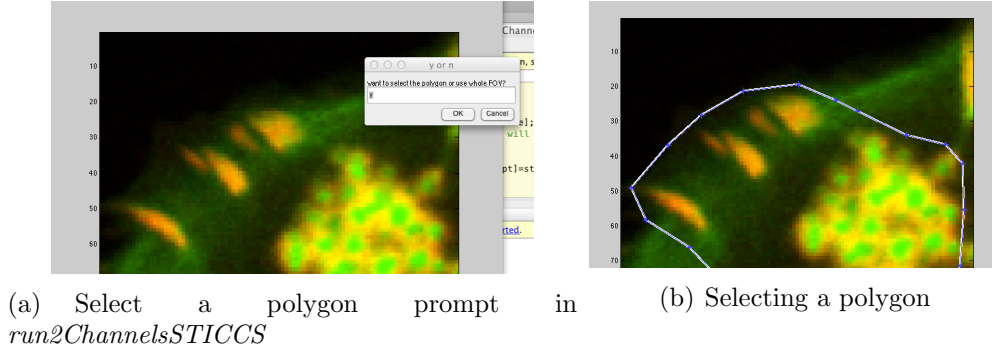 Channe
y or n
n, s
want to select the polygon or use whole FOV?
y
OK
Cancel
e];
will
pt]=st
rted.
10
20
30
40
50
60
10
20
30
40
50
60
70
(a) Select a polygon prompt in
run2ChannelsSTICCS
(b) Selecting a polygon